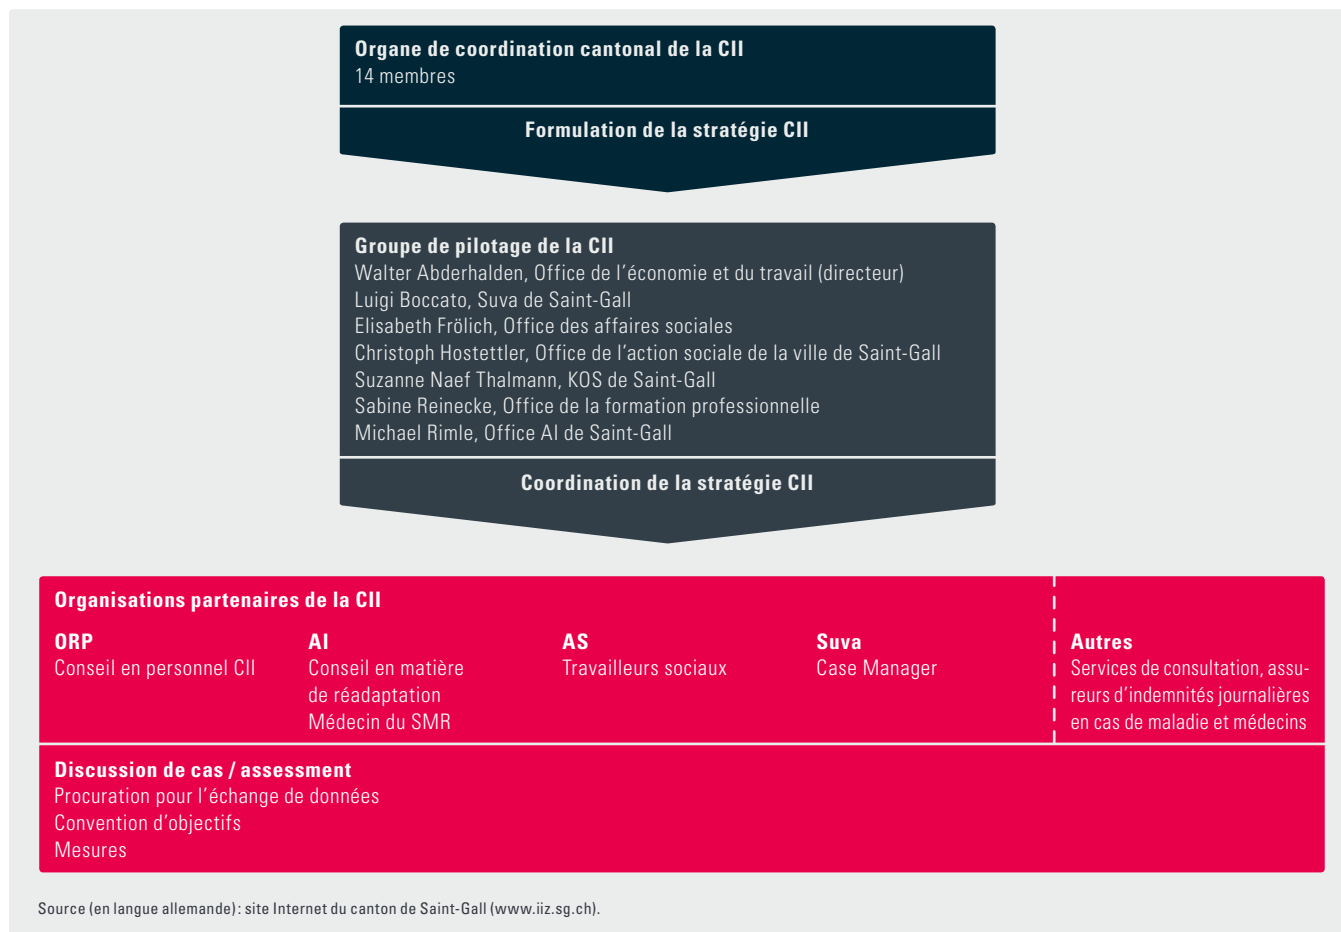 Organe de coordination cantonal de la CII
14 membres
Formulation de la stratégie CII
Groupe de pilotage de la CII
Walter Abderhalden, Office de l'économie et du travail (directeur)
Luigi Boccato, Suva de Saint-Gall
Elisabeth Frölich, Office des affaires sociales
Christoph Hostettler, Office de l'action sociale de la ville de Saint-Gall
Suzanne Naef Thalmann, KOS de Saint-Gall
Sabine Reinecke, Office de la formation professionnelle
Michael Rimle, Office AI de Saint-Gall
Coordination de la stratégie CII
Organisations partenaires de la CII
ORP
Conseil en personnel CII
AI
Conseil en matière
de réadaptation
Médecin du SMR
AS
Travailleurs sociaux
Suva
Case Manager
Autres
Services de consultation, assu-
reurs d'indemnités journalières
en cas de maladie et médecins
Discussion de cas / assessment
Procuration pour l'échange de données
Convention d'objectifs
Mesures
Source (en langue allemande): site Internet du canton de Saint-Gall (www.iiz.sg.ch).